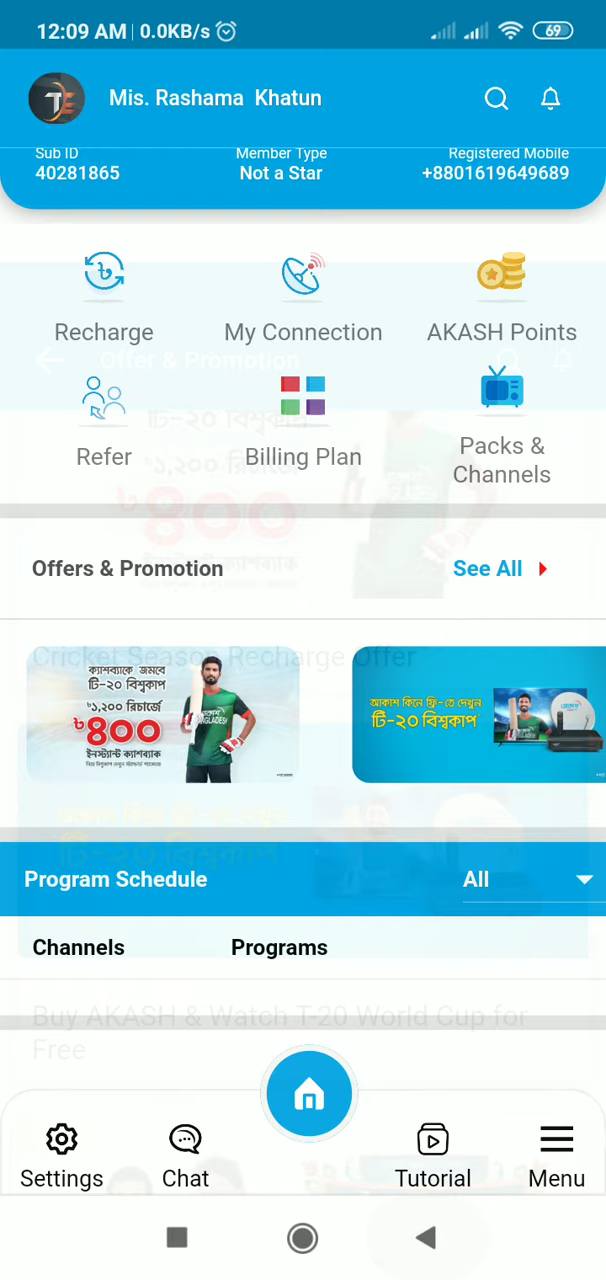 12:09 AM 0.0KB/s 69
Mis. Rashama Khatun
Sub ID Member Type Registered Mobile
40281865 Not a Star +8801619649689
Recharge My Connection AKASH Points
Offer & Promotion
Refer Billing Plan Packs &
Channels
Offers & Promotion See All
Cricket Season Recharge Offer
ক্যাশব্যাকে জমবে
টি-২০ বিশ্বকাপ
৳১,২০০ রিচার্জে
৳৪০০
ইনস্ট্যান্ট ক্যাশব্যাক
BANGLADESH
আকাশ কিনে ফ্রি-তে দেখুন
টি-২০ বিশ্বকাপ
Program Schedule All
Channels Programs
Buy AKASH & Watch T-20 World Cup for
Free
Settings Chat Tutorial Menu